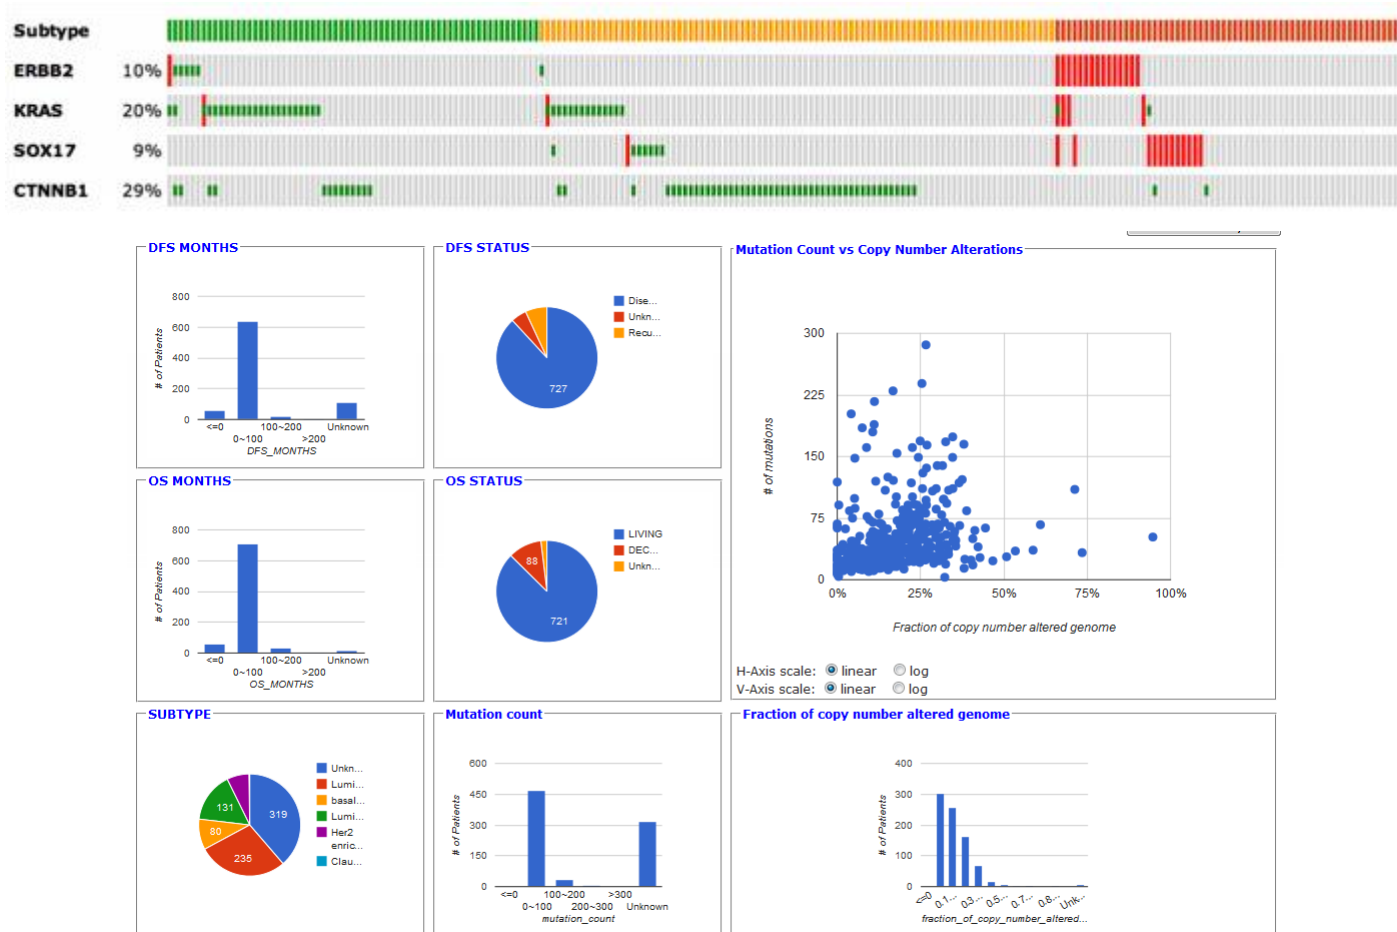 Subtype
ERBB2 10%
KRAS 20%
SOX17 9%
CTNNB1 29%
DFS MONTHS
800
600
400
200
0
# of Patients
<=0 100~200 Unknown
0~100 >200
DFS_MONTHS
DFS STATUS
727
Dise...
Unkn...
Recu...
Mutation Count vs Copy Number Alterations
300
225
150
75
0
# of mutations
0% 25% 50% 75% 100%
Fraction of copy number altered genome
H-Axis scale: linear log
V-Axis scale: linear log
OS MONTHS
800
600
400
200
0
# of Patients
<=0 100~200 Unknown
0~100 >200
OS_MONTHS
OS STATUS
88
721
LIVING
DEC...
Unkn...
SUBTYPE
131
319
80
235
Unkn...
Lumi...
basal...
Lumi...
Her2
enric...
Clau...
Mutation count
600
450
300
150
0
# of Patients
<=0 100~200 >300
0~100 200~300 Unknown
mutation_count
Fraction of copy number altered genome
400
300
200
100
0
# of Patients
<=0 0.1... 0.3... 0.5... 0.7... 0.8... Unk...
fraction_of_copy_number_altered...